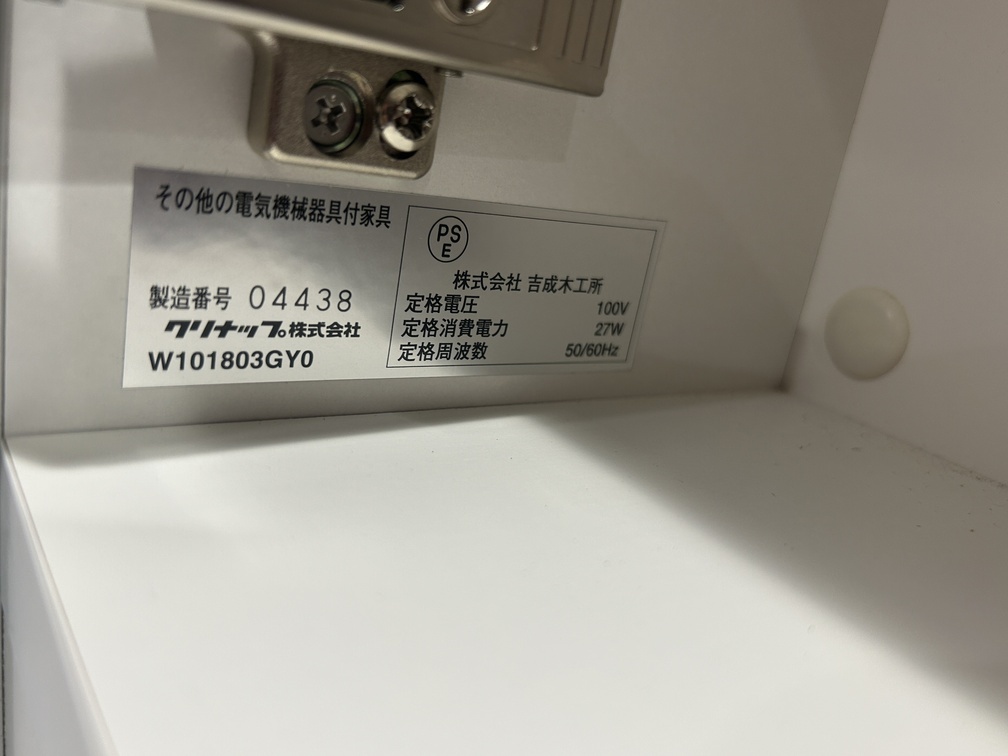 その他の電気機械器具付家具
製造番号 04438
クリナップ株式会社
W101803GY0
PS
E
株式会社 吉成木工所
定格電圧 100V
定格消費電力 27W
定格周波数 50/60Hz